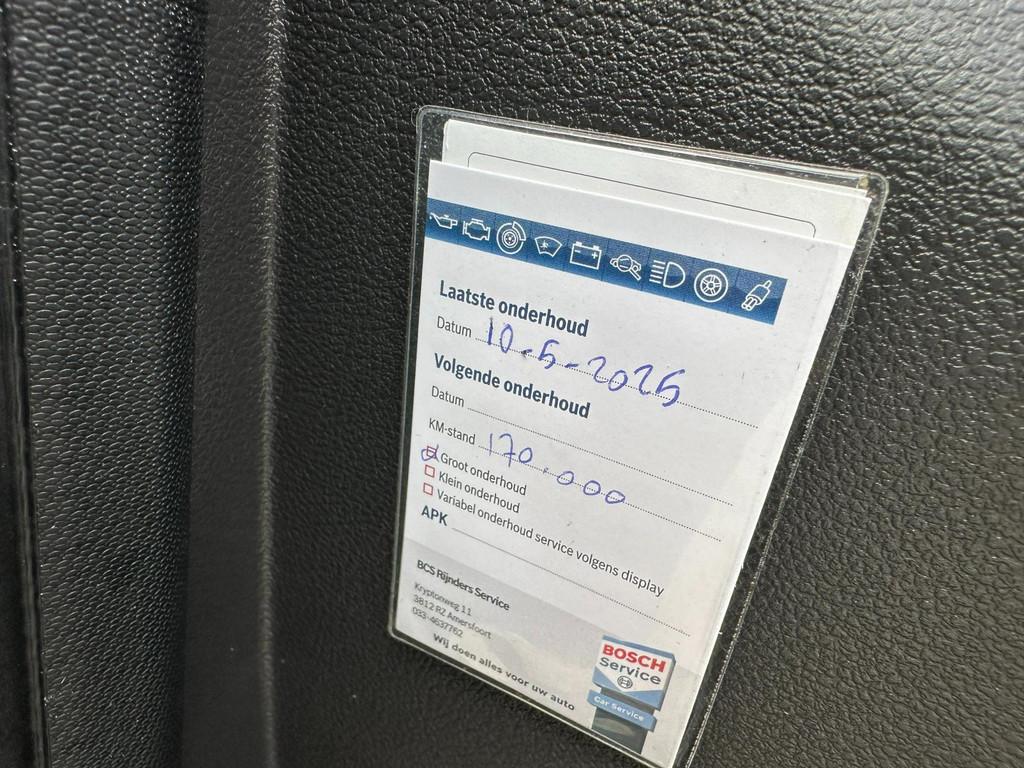 Laatste onderhoud
Datum 10-5-2025
Volgende onderhoud
Datum
KM-stand 170.000
Groot onderhoud
Klein onderhoud
Variabel onderhoud service volgens display
APK
BCS Rijnders Service
Kryptonweg 11
3812 RZ Amersfoort
033-4637762
Wij doen alles voor uw auto
BOSCH
Service
Car Service